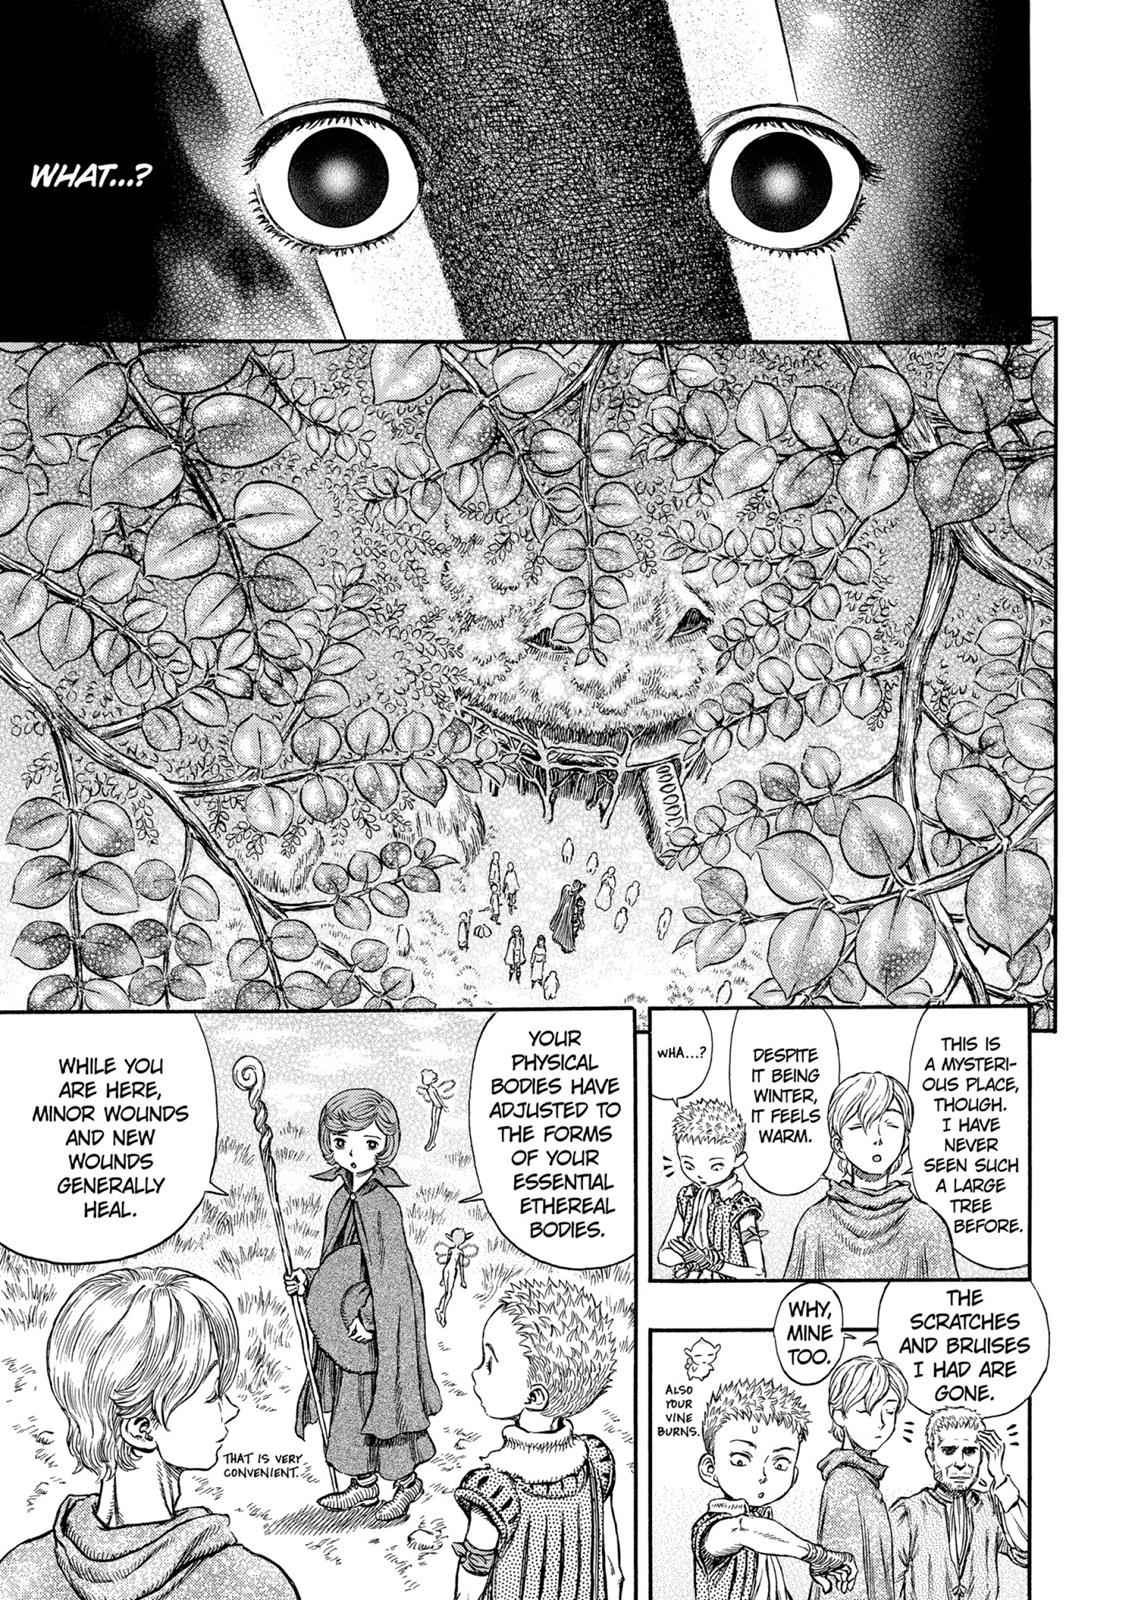 WHAT...?
THIS IS
A MYSTERI-
OUS PLACE,
THOUGH.
I HAVE
NEVER
SEEN SUCH
A LARGE
TREE
BEFORE.
DESPITE
IT BEING
WINTER,
IT FEELS
WARM.
WHA...?
THE
SCRATCHES
AND BRUISES
I HAD ARE
GONE.
WHY,
MINE
TOO.
ALSO
YOUR
VINE
BURNS.
YOUR
PHYSICAL
BODIES HAVE
ADJUSTED TO
THE FORMS
OF YOUR
ESSENTIAL
ETHEREAL
BODIES.
WHILE YOU
ARE HERE,
MINOR WOUNDS
AND NEW
WOUNDS
GENERALLY
HEAL.
THAT IS VERY
CONVENIENT.